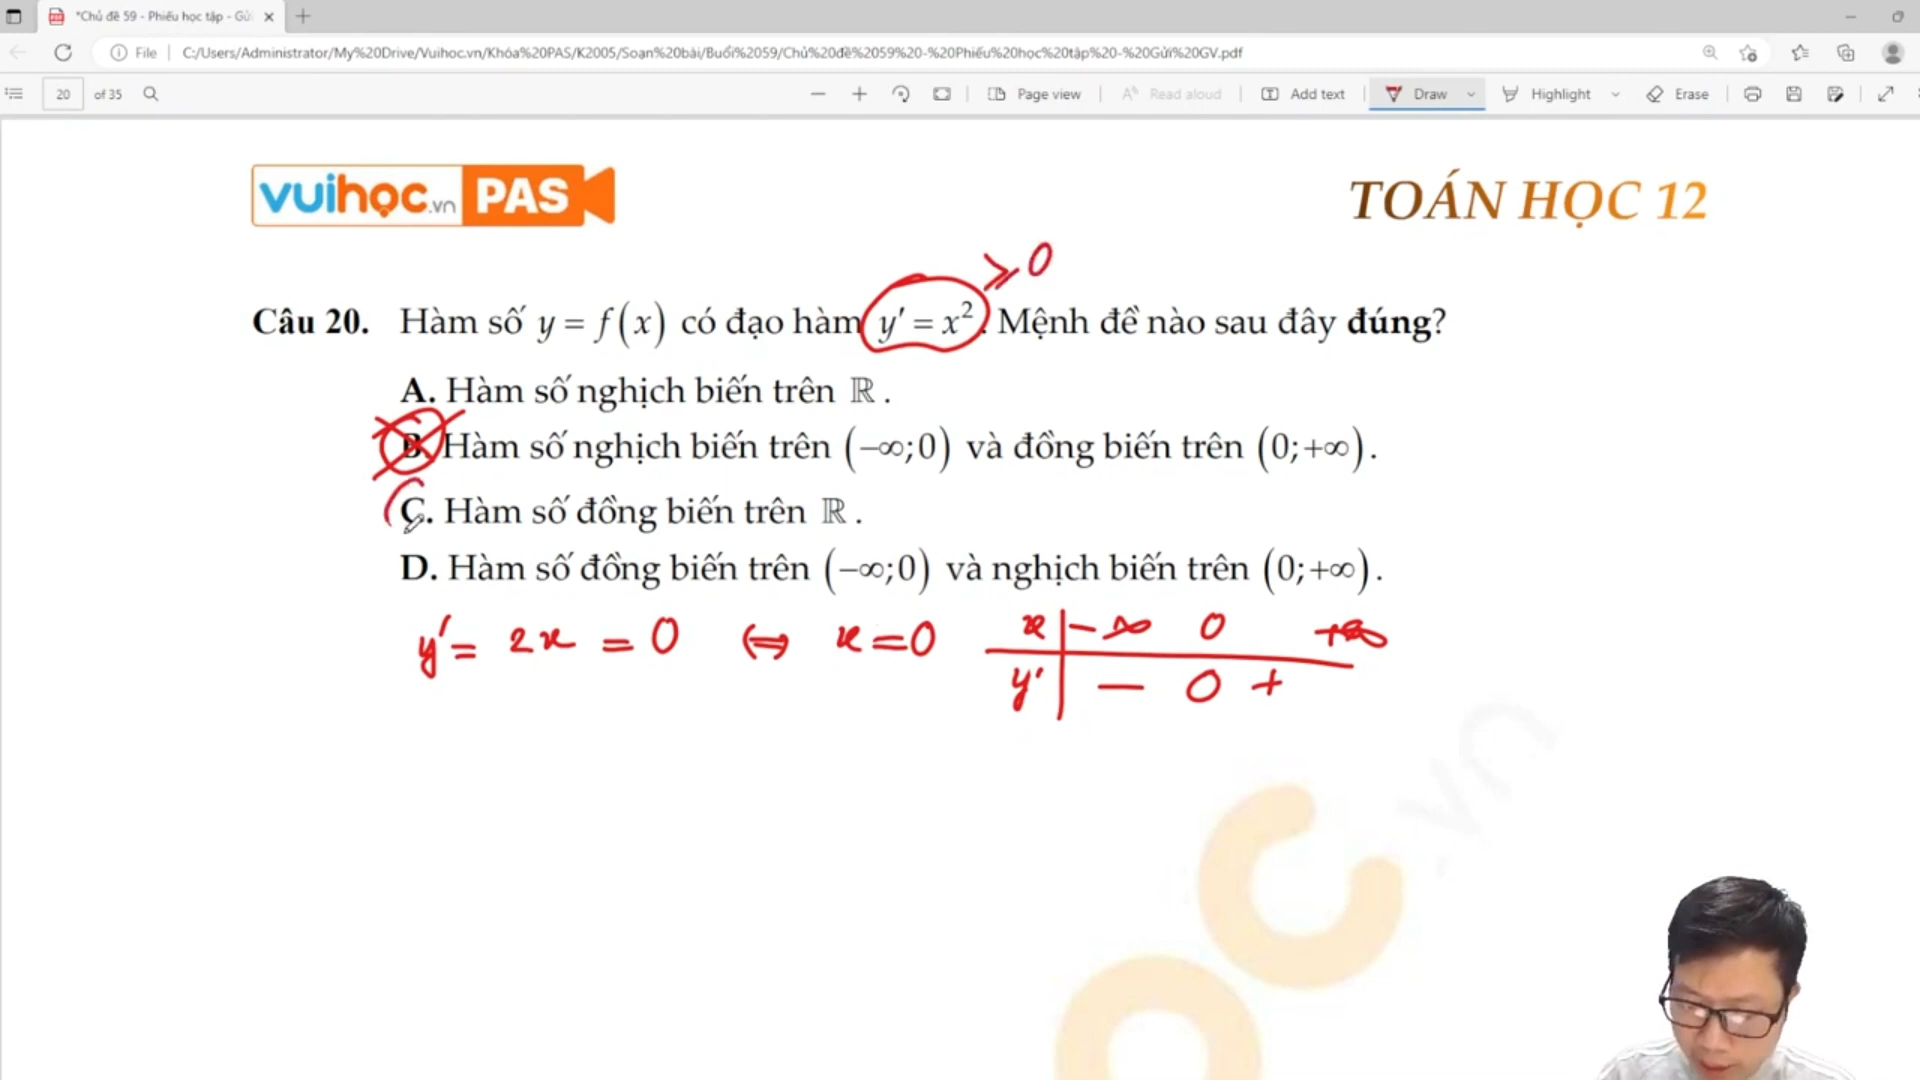 *Chủ đề 59 - Phiếu học tập - Gửi
File C:/Users/Administrator/My%20Drive/Vuihoc.vn/Khóa%20PAS/K2005/Soạn%20bài/Buổi%2059/Chủ%20đề%2059%20-%20Phiếu%20học%20tập%20-%20Gửi%20GV.pdf
20 of 35 Page view Read aloud Add text Draw Highlight Erase
vuihọc.vn PAS TOÁN HỌC 12
⩾ 0
Câu 20. Hàm số y = f(x) có đạo hàm y' = x². Mệnh đề nào sau đây đúng?
A. Hàm số nghịch biến trên ℝ.
B. Hàm số nghịch biến trên (−∞;0) và đồng biến trên (0;+∞).
C. Hàm số đồng biến trên ℝ.
D. Hàm số đồng biến trên (−∞;0) và nghịch biến trên (0;+∞).
y' = 2x = 0 ⇔ x = 0
x −∞ 0 +∞
y' − 0 +
.vn